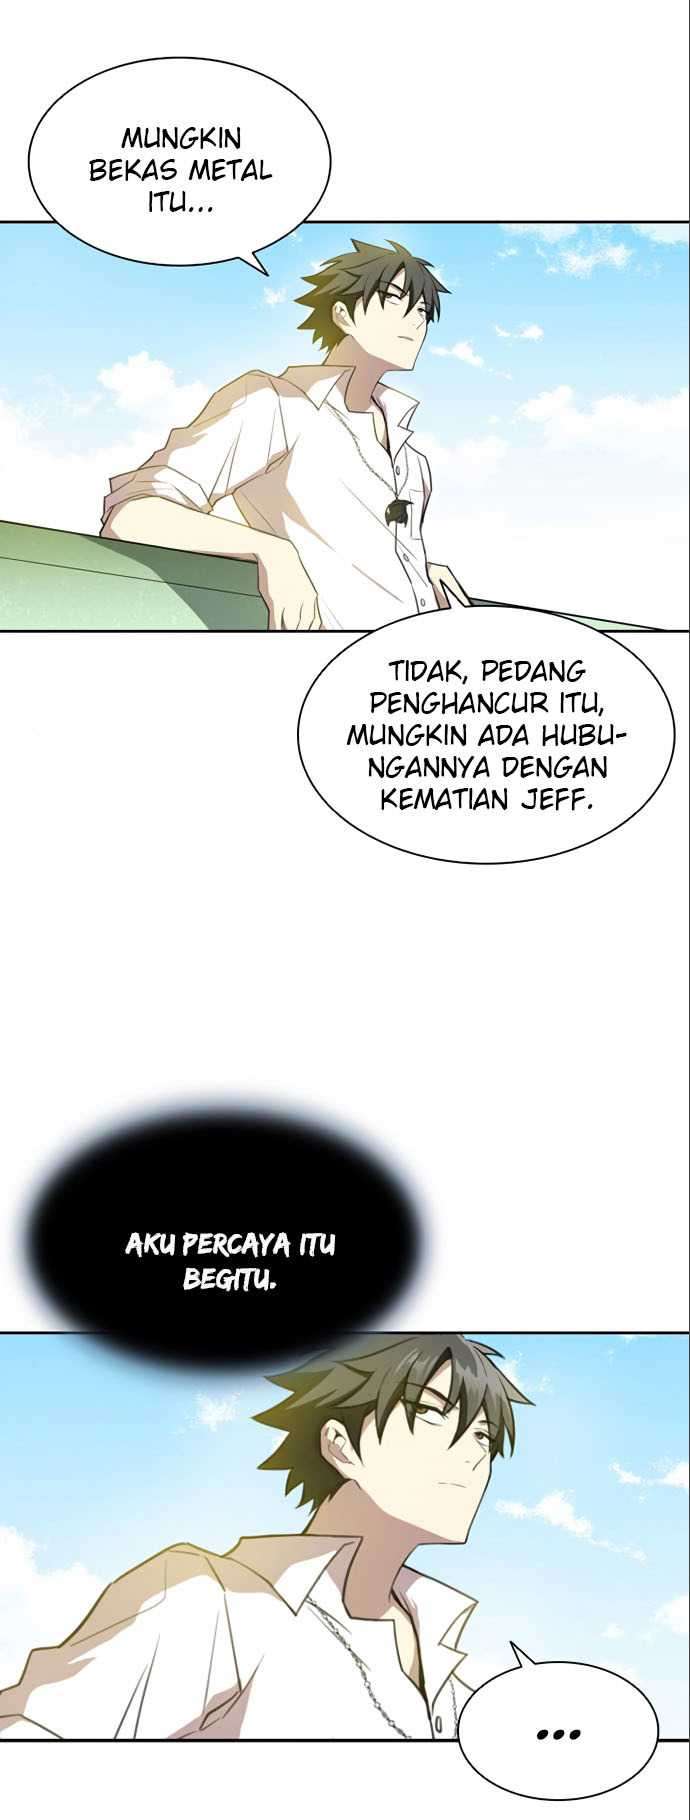 MUNGKIN
BEKAS METAL
ITU...
TIDAK, PEDANG
PENGHANCUR ITU,
MUNGKIN ADA HUBU-
NGANNYA DENGAN
KEMATIAN JEFF.
AKU PERCAYA ITU
BEGITU.
...